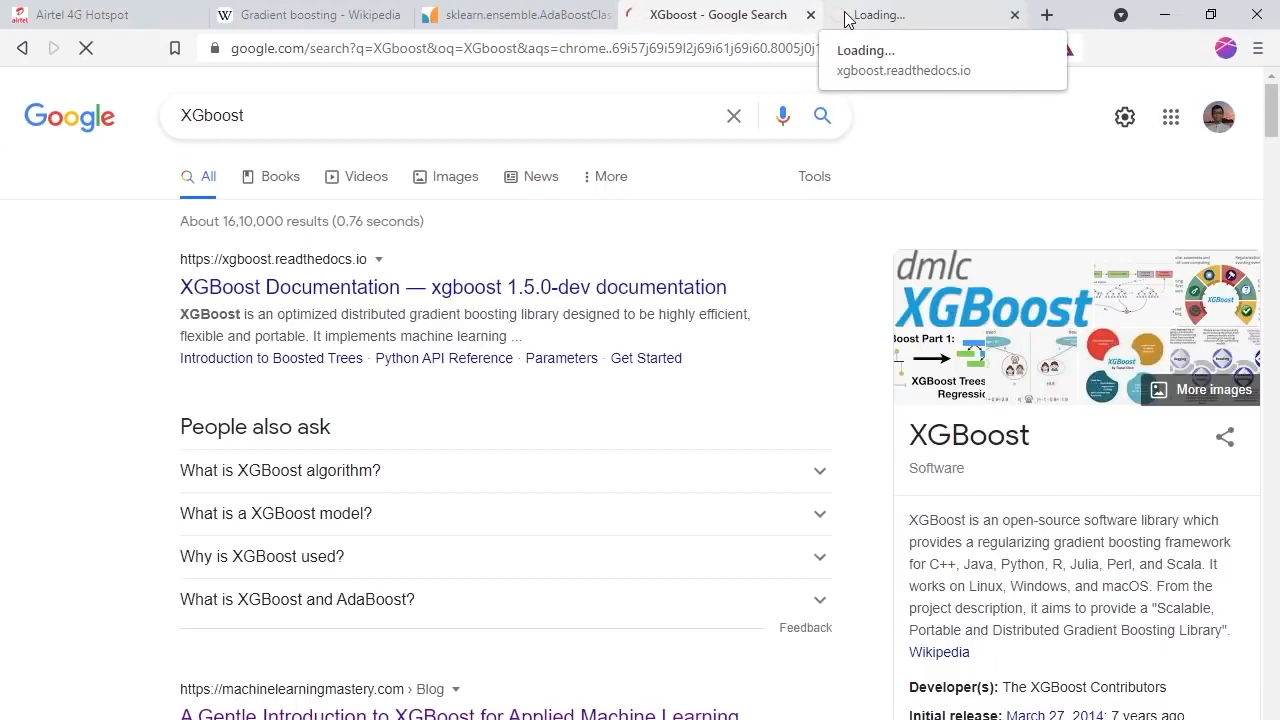 Airtel 4G Hotspot
Gradient boosting - Wikipedia
sklearn.ensemble.AdaBoostClas
XGboost - Google Search
Loading...
google.com/search?q=XGboost&oq=XGboost&aqs=chrome..69i57j69i59l2j69i61j69i60.8005j0j1
Loading...
xgboost.readthedocs.io
Google
XGboost
All
Books
Videos
Images
News
More
Tools
About 16,10,000 results (0.76 seconds)
https://xgboost.readthedocs.io
XGBoost Documentation — xgboost 1.5.0-dev documentation
XGBoost is an optimized distributed gradient boosting library designed to be highly efficient,
flexible and portable. It implements machine learning ...
Introduction to Boosted Trees · Python API Reference · Parameters · Get Started
People also ask
What is XGBoost algorithm?
What is a XGBoost model?
Why is XGBoost used?
What is XGBoost and AdaBoost?
Feedback
https://machinelearningmastery.com › Blog
A Gentle Introduction to XGBoost for Applied Machine Learning
dmlc
XGBoost
Boost Part 1:
XGBoost Trees
Regressi
XGBoost
XGBoost
More images
XGBoost
Software
XGBoost is an open-source software library which
provides a regularizing gradient boosting framework
for C++, Java, Python, R, Julia, Perl, and Scala. It
works on Linux, Windows, and macOS. From the
project description, it aims to provide a "Scalable,
Portable and Distributed Gradient Boosting Library".
Wikipedia
Developer(s): The XGBoost Contributors
Initial release: March 27, 2014; 7 years ago